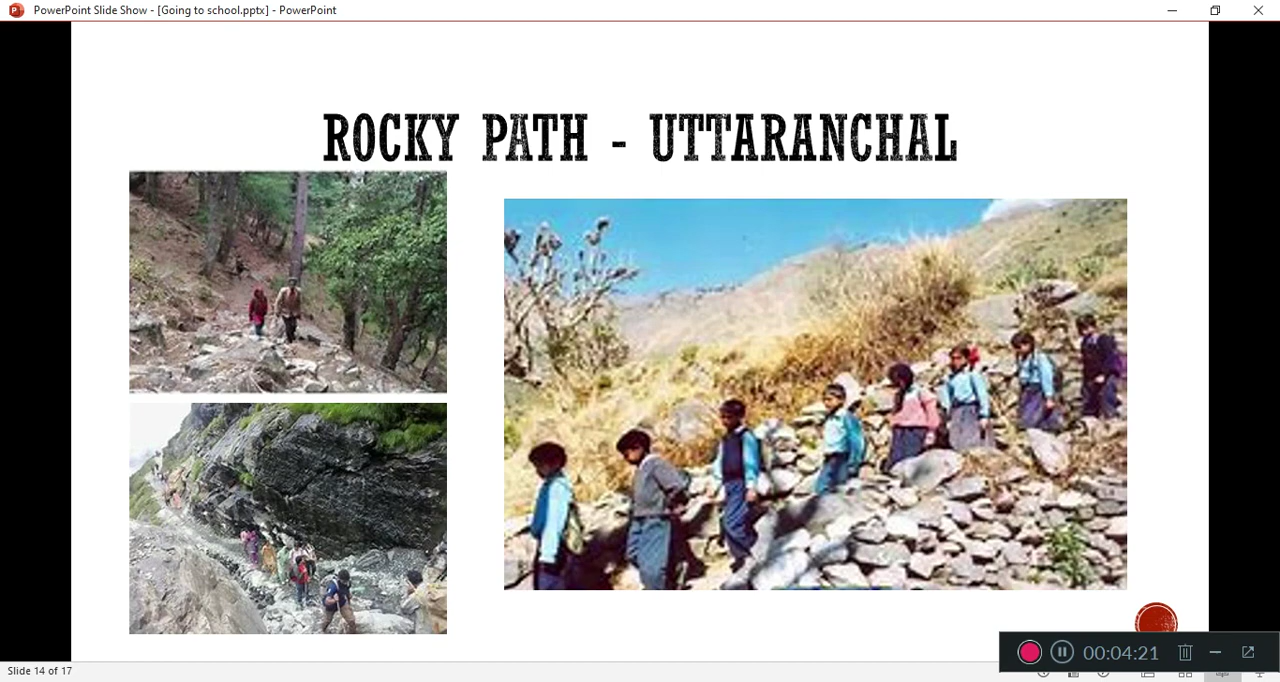 PowerPoint Slide Show - [Going to school.pptx] - PowerPoint
ROCKY PATH - UTTARANCHAL
00:04:21
Slide 14 of 17